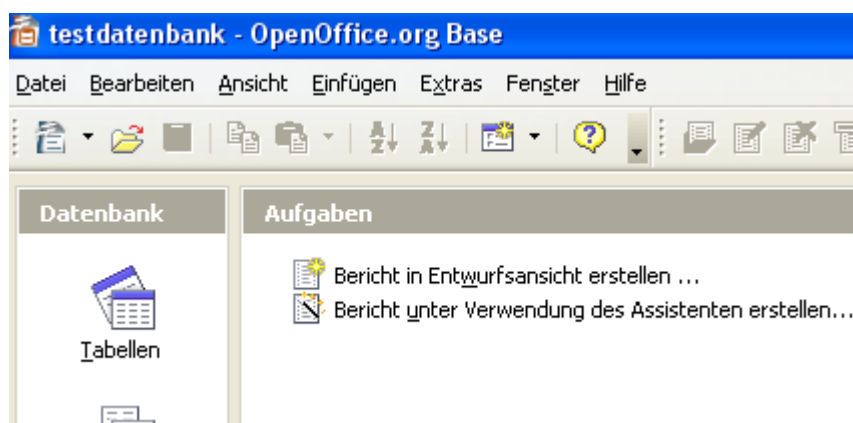 testdatenbank - OpenOffice.org Base
Datei Bearbeiten Ansicht Einfügen Extras Fenster Hilfe
Datenbank
Aufgaben
Bericht in Entwurfsansicht erstellen ...
Bericht unter Verwendung des Assistenten erstellen...
Tabellen